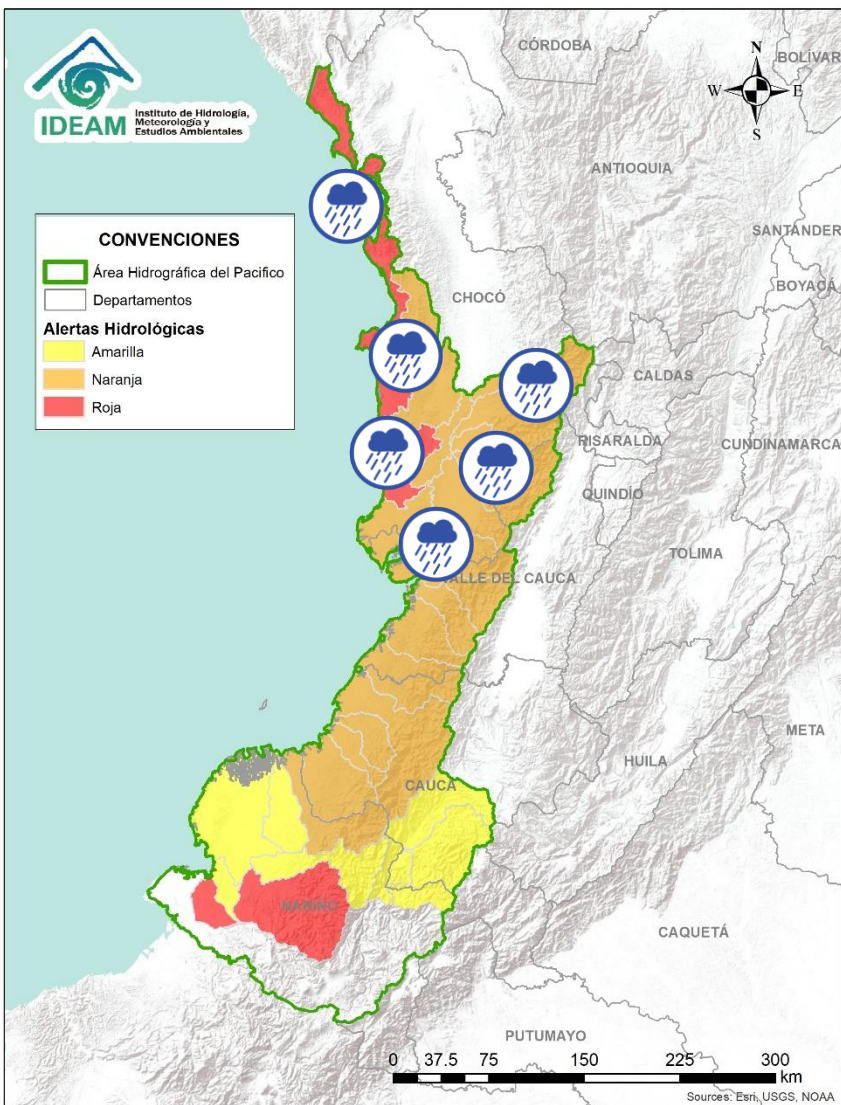 IDEAM
Instituto de Hidrología,
Meteorología y
Estudios Ambientales
CÓRDOBA
BOLÍVAR
N
W
E
S
ANTIOQUIA
SANTANDER
BOYACÁ
CHOCÓ
CALDAS
RISARALDA
CUNDINAMARCA
QUINDÍO
TOLIMA
VALLE DEL CAUCA
META
HUILA
CAUCA
NARIÑO
CAQUETÁ
PUTUMAYO
CONVENCIONES
Área Hidrográfica del Pacifico
Departamentos
Alertas Hidrológicas
Amarilla
Naranja
Roja
0 37.5 75 150 225 300
km
Sources: Esri, USGS, NOAA